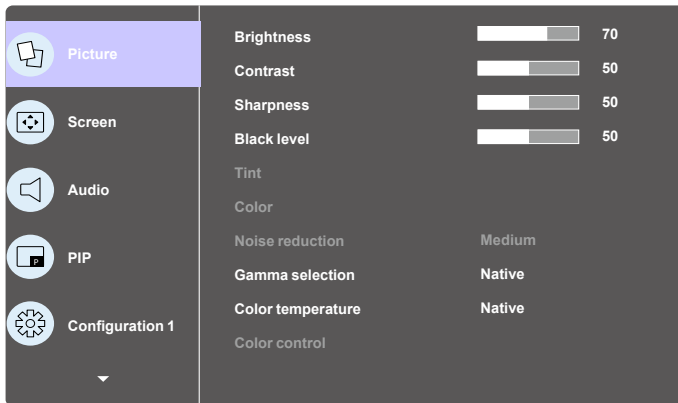 Picture
Screen
Audio
PIP
P
Configuration 1
Brightness 70
Contrast 50
Sharpness 50
Black level 50
Tint
Color
Noise reduction Medium
Gamma selection Native
Color temperature Native
Color control